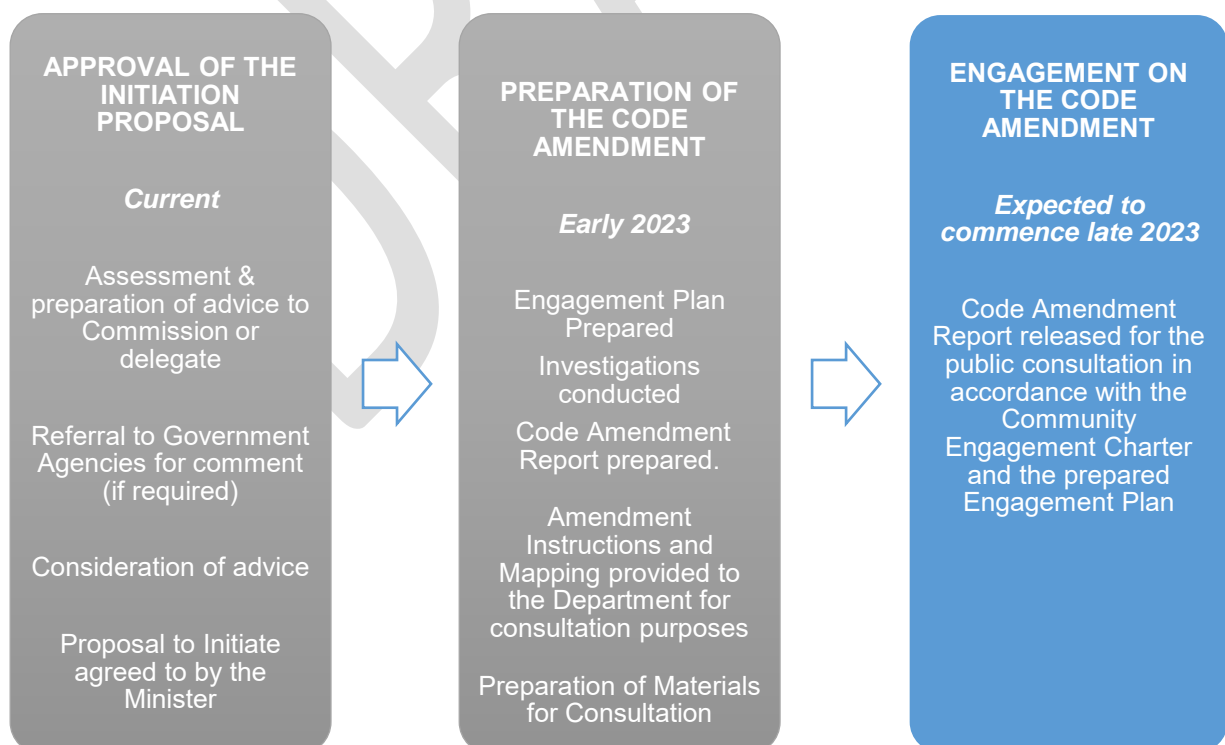 APPROVAL OF THE
INITIATION
PROPOSAL
Current
Assessment &
preparation of advice to
Commission or
delegate
Referral to Government
Agencies for comment
(if required)
Consideration of advice
Proposal to Initiate
agreed to by the
Minister
PREPARATION OF
THE CODE
AMENDMENT
Early 2023
Engagement Plan
Prepared
Investigations
conducted
Code Amendment
Report prepared.
Amendment
Instructions and
Mapping provided to
the Department for
consultation purposes
Preparation of Materials
for Consultation
ENGAGEMENT ON
THE CODE
AMENDMENT
Expected to
commence late 2023
Code Amendment
Report released for the
public consultation in
accordance with the
Community
Engagement Charter
and the prepared
Engagement Plan